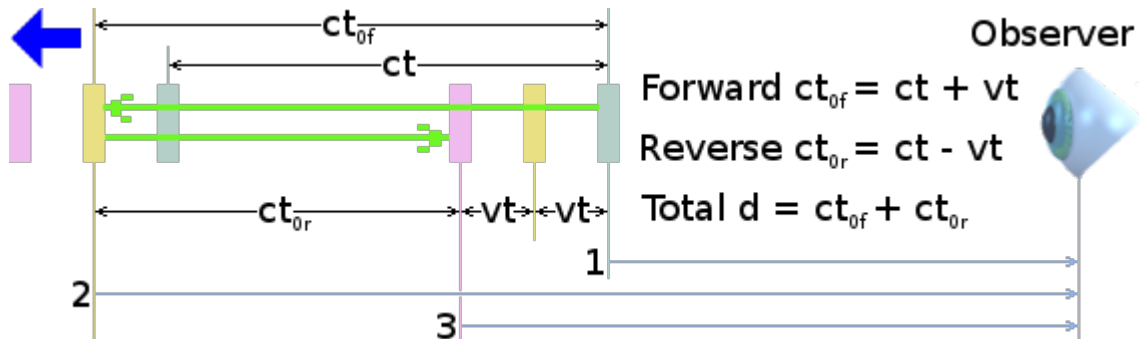 ct₀f
Observer
ct
Forward ct₀f = ct + vt
Reverse ct₀r = ct - vt
ct₀r
vt
vt
Total d = ct₀f + ct₀r
1
2
3